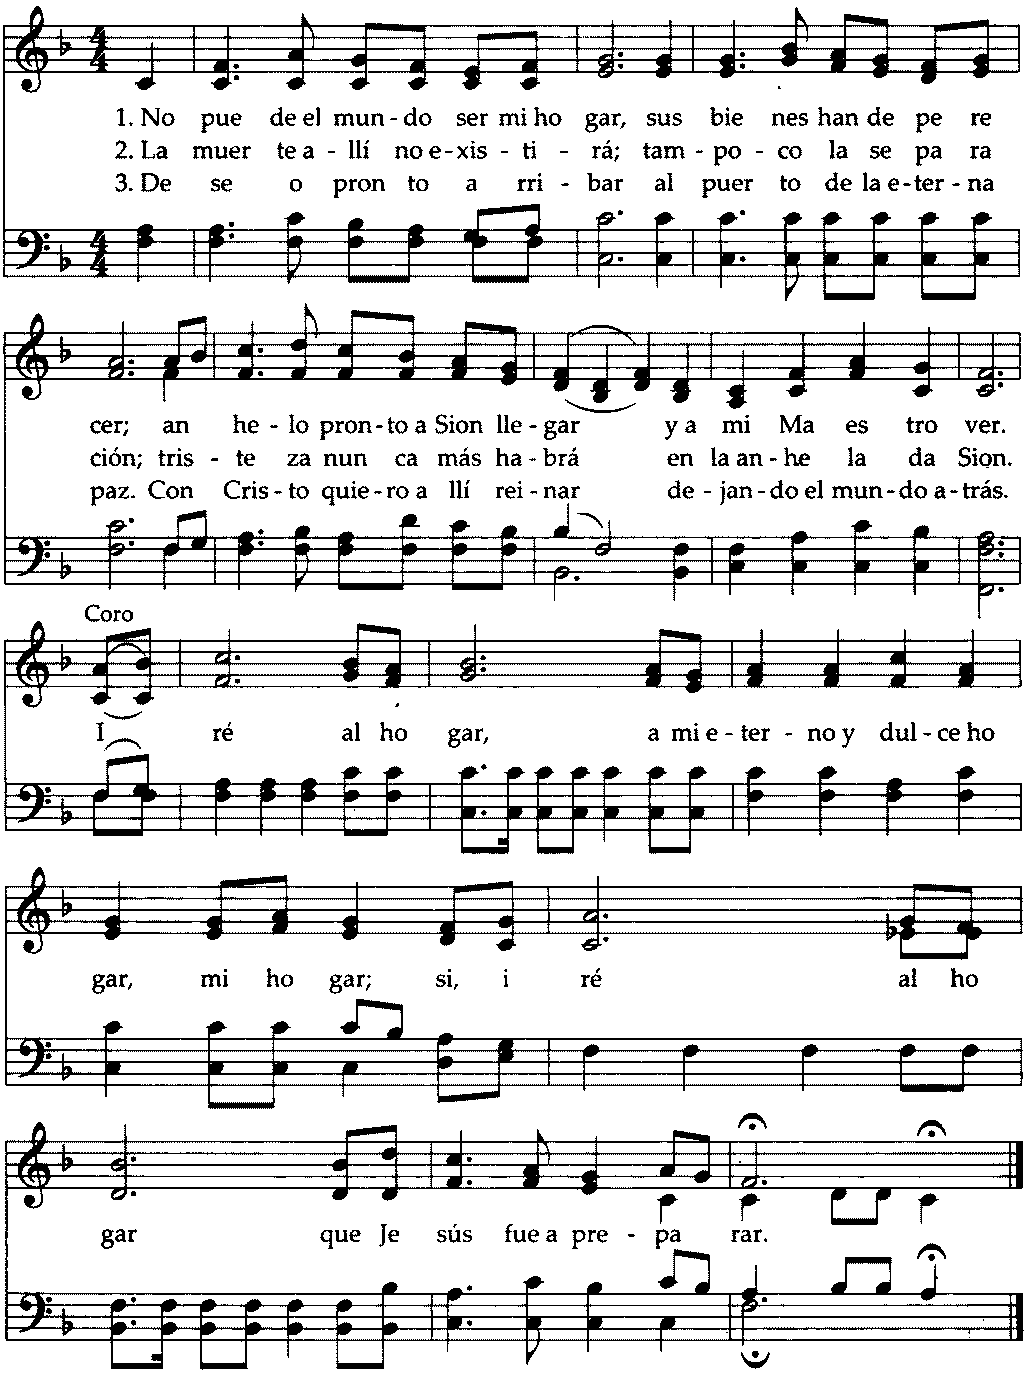 1. No pue de el mun - do ser mi ho gar, sus bie nes han de pe re
2. La muer te a - llí no e - xis - ti - rá; tam - po - co la se pa ra
3. De se o pron to a rri - bar al puer to de la e - ter - na
cer; an he - lo pron - to a Sion lle - gar y a mi Ma es tro ver.
ción; tris - te za nun ca más ha - brá en la an - he la da Sion.
paz. Con Cris - to quie - ro a llí rei - nar de - jan - do el mun - do a - trás.
Coro
I ré al ho gar, a mi e - ter - no y dul - ce ho
gar, mi ho gar; si, i ré al ho
gar que Je sús fue a pre - pa rar.